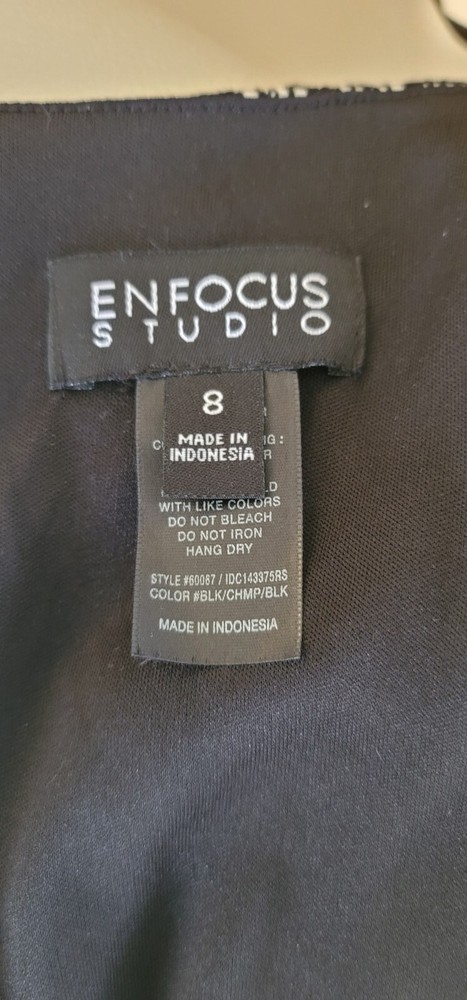 ENFOCUS
STUDIO
8
MADE IN
INDONESIA
WITH LIKE COLORS
DO NOT BLEACH
DO NOT IRON
HANG DRY
STYLE #60087 / IDC143375RS
COLOR #BLK/CHMP/BLK
MADE IN INDONESIA